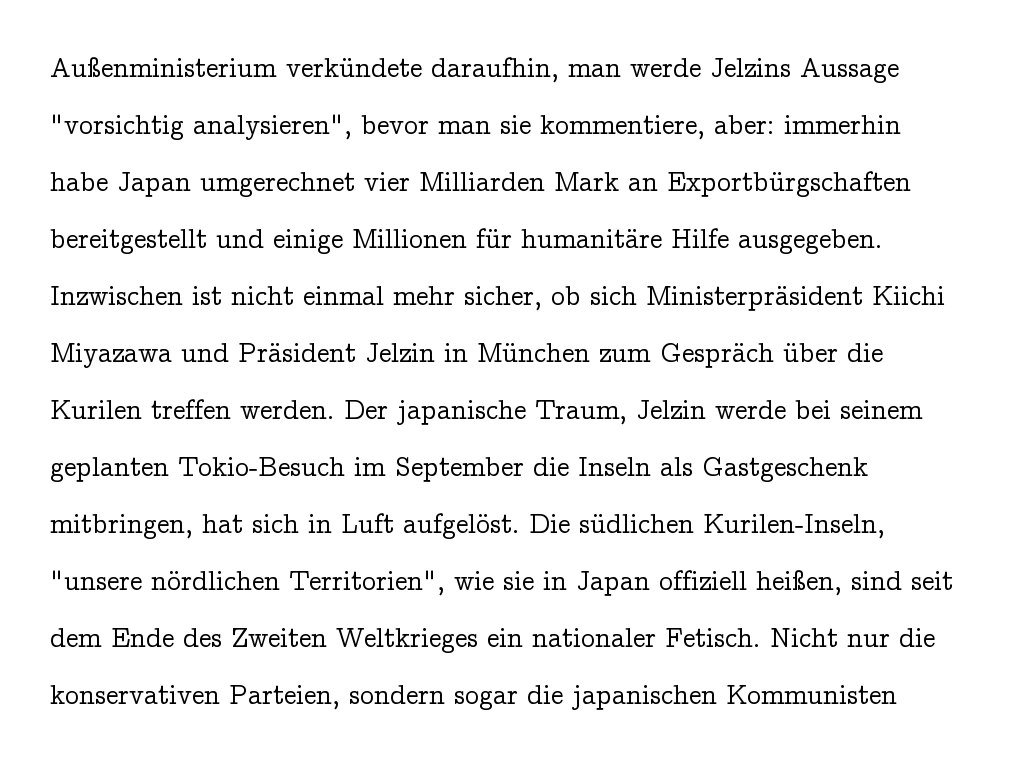 Außenministerium verkündete daraufhin, man werde Jelzins Aussage
"vorsichtig analysieren", bevor man sie kommentiere, aber: immerhin
habe Japan umgerechnet vier Milliarden Mark an Exportbürgschaften
bereitgestellt und einige Millionen für humanitäre Hilfe ausgegeben.
Inzwischen ist nicht einmal mehr sicher, ob sich Ministerpräsident Kiichi
Miyazawa und Präsident Jelzin in München zum Gespräch über die
Kurilen treffen werden. Der japanische Traum, Jelzin werde bei seinem
geplanten Tokio-Besuch im September die Inseln als Gastgeschenk
mitbringen, hat sich in Luft aufgelöst. Die südlichen Kurilen-Inseln,
"unsere nördlichen Territorien", wie sie in Japan offiziell heißen, sind seit
dem Ende des Zweiten Weltkrieges ein nationaler Fetisch. Nicht nur die
konservativen Parteien, sondern sogar die japanischen Kommunisten